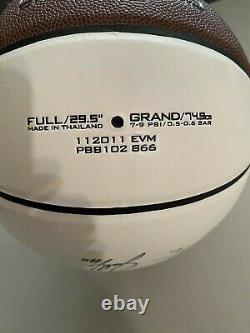 FULL/29.5" GRAND/74.9cm
MADE IN THAILAND 7-9 PSI/0.5-0.6 BAR
112011 EVM
PBB102 866